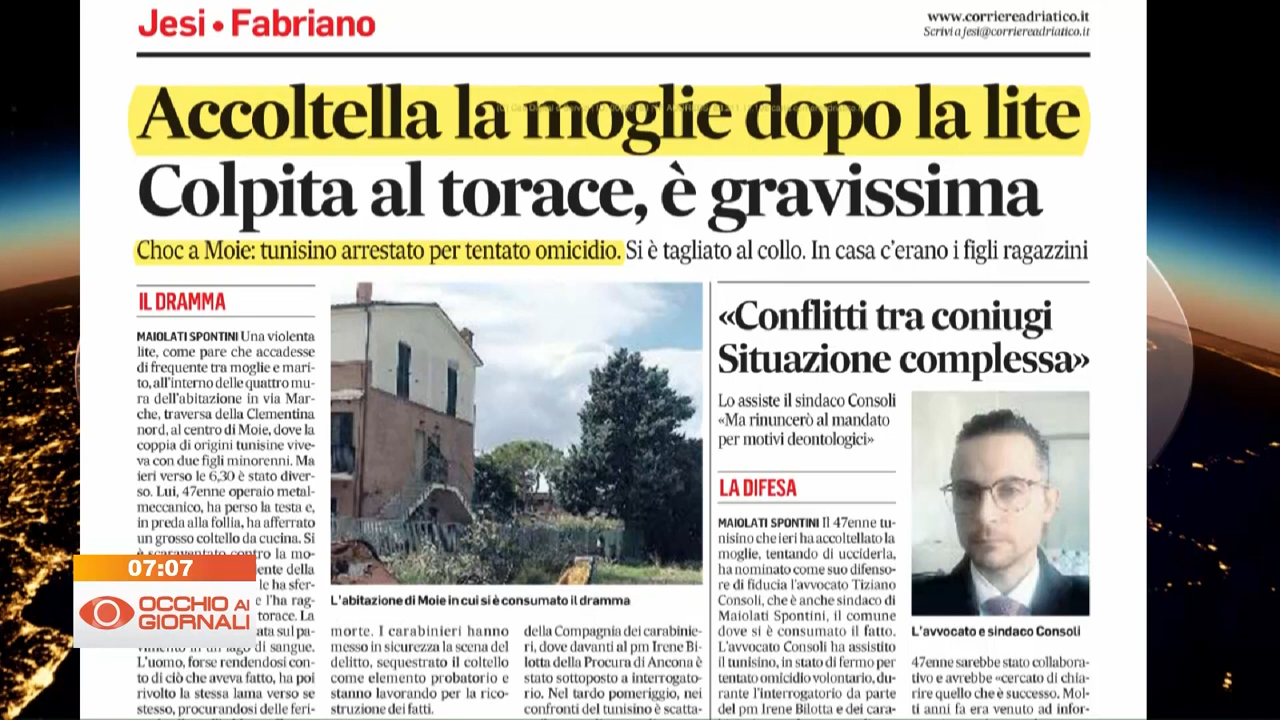 Jesi • Fabriano
www.corriereadriatico.it
Scrivi a jesi@corriereadriatico.it
Accoltella la moglie dopo la lite
Colpita al torace, è gravissima
Choc a Moie: tunisino arrestato per tentato omicidio. Si è tagliato al collo. In casa c'erano i figli ragazzini
IL DRAMMA
MAIOLATI SPONTINI Una violenta
lite, come pare che accadesse
di frequente tra moglie e mari-
to, all'interno delle quattro mu-
ra dell'abitazione in via Mar-
che, traversa della Clementina
nord, al centro di Moie, dove la
coppia di origini tunisine vive-
va con due figli minorenni. Ma
ieri verso le 6,30 è stato diver-
so. Lui, 47enne operaio metal-
meccanico, ha perso la testa e,
in preda alla follia, ha afferrato
un grosso coltello da cucina. Si
è scaraventato contro la mo-
ente della
le ha sfer-
e l'ha rag-
torace. La
ata sul pa-
di sangue.
L'uomo, forse rendendosi con-
to di ciò che aveva fatto, ha poi
rivolto la stessa lama verso se
stesso, procurandosi delle feri-
07:07
OCCHIO AI
GIORNALI
L'abitazione di Moie in cui si è consumato il dramma
morte. I carabinieri hanno
messo in sicurezza la scena del
delitto, sequestrato il coltello
come elemento probatorio e
stanno lavorando per la rico-
struzione dei fatti.
della Compagnia dei carabinie-
ri, dove davanti al pm Irene Bi-
lotta della Procura di Ancona è
stato sottoposto a interrogato-
rio. Nel tardo pomeriggio, nei
confronti del tunisino è scatta-
«Conflitti tra coniugi
Situazione complessa»
Lo assiste il sindaco Consoli
«Ma rinuncerò al mandato
per motivi deontologici»
LA DIFESA
MAIOLATI SPONTINI Il 47enne tu-
nisino che ieri ha accoltellato la
moglie, tentando di ucciderla,
ha nominato come suo difenso-
re di fiducia l'avvocato Tiziano
Consoli, che è anche sindaco di
Maiolati Spontini, il comune
dove si è consumato il fatto.
L'avvocato Consoli ha assistito
il tunisino, in stato di fermo per
tentato omicidio volontario, du-
rante l'interrogatorio da parte
del pm Irene Bilotta e dei cara-
L'avvocato e sindaco Consoli
47enne sarebbe stato collabora-
tivo e avrebbe «cercato di chia-
rire quello che è successo. Mol-
ti anni fa era venuto ad infor-